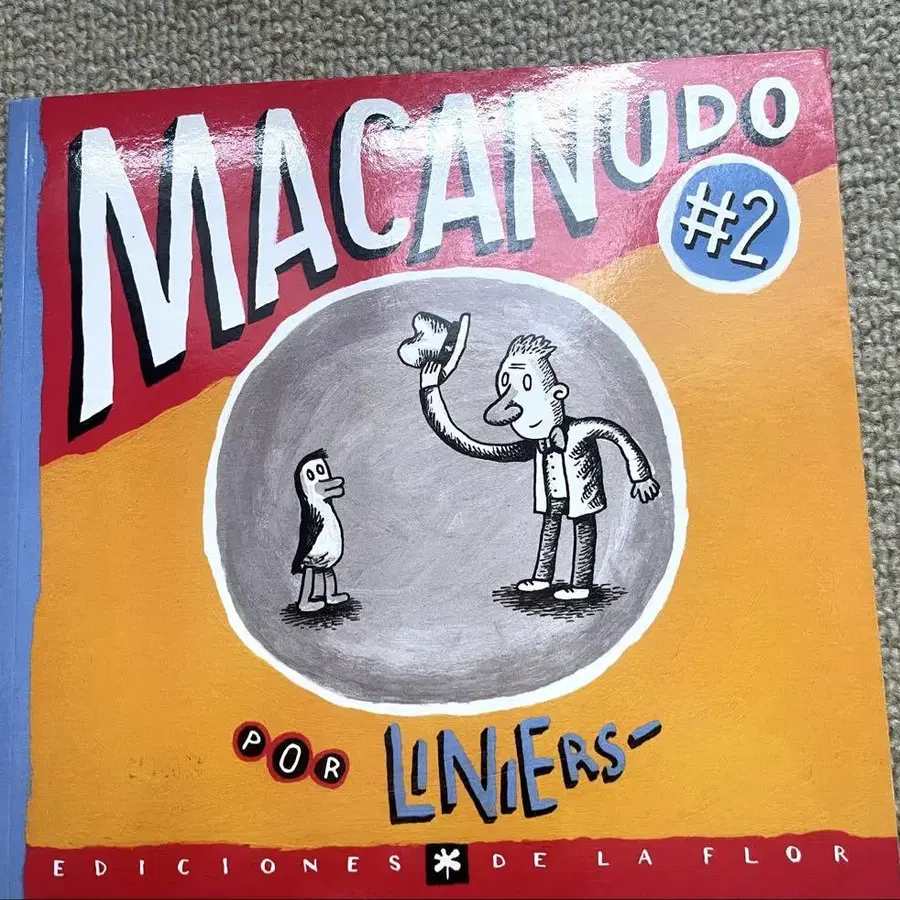 MACANUDO
#2
POR LINIERS-
EDICIONES * DE LA FLOR